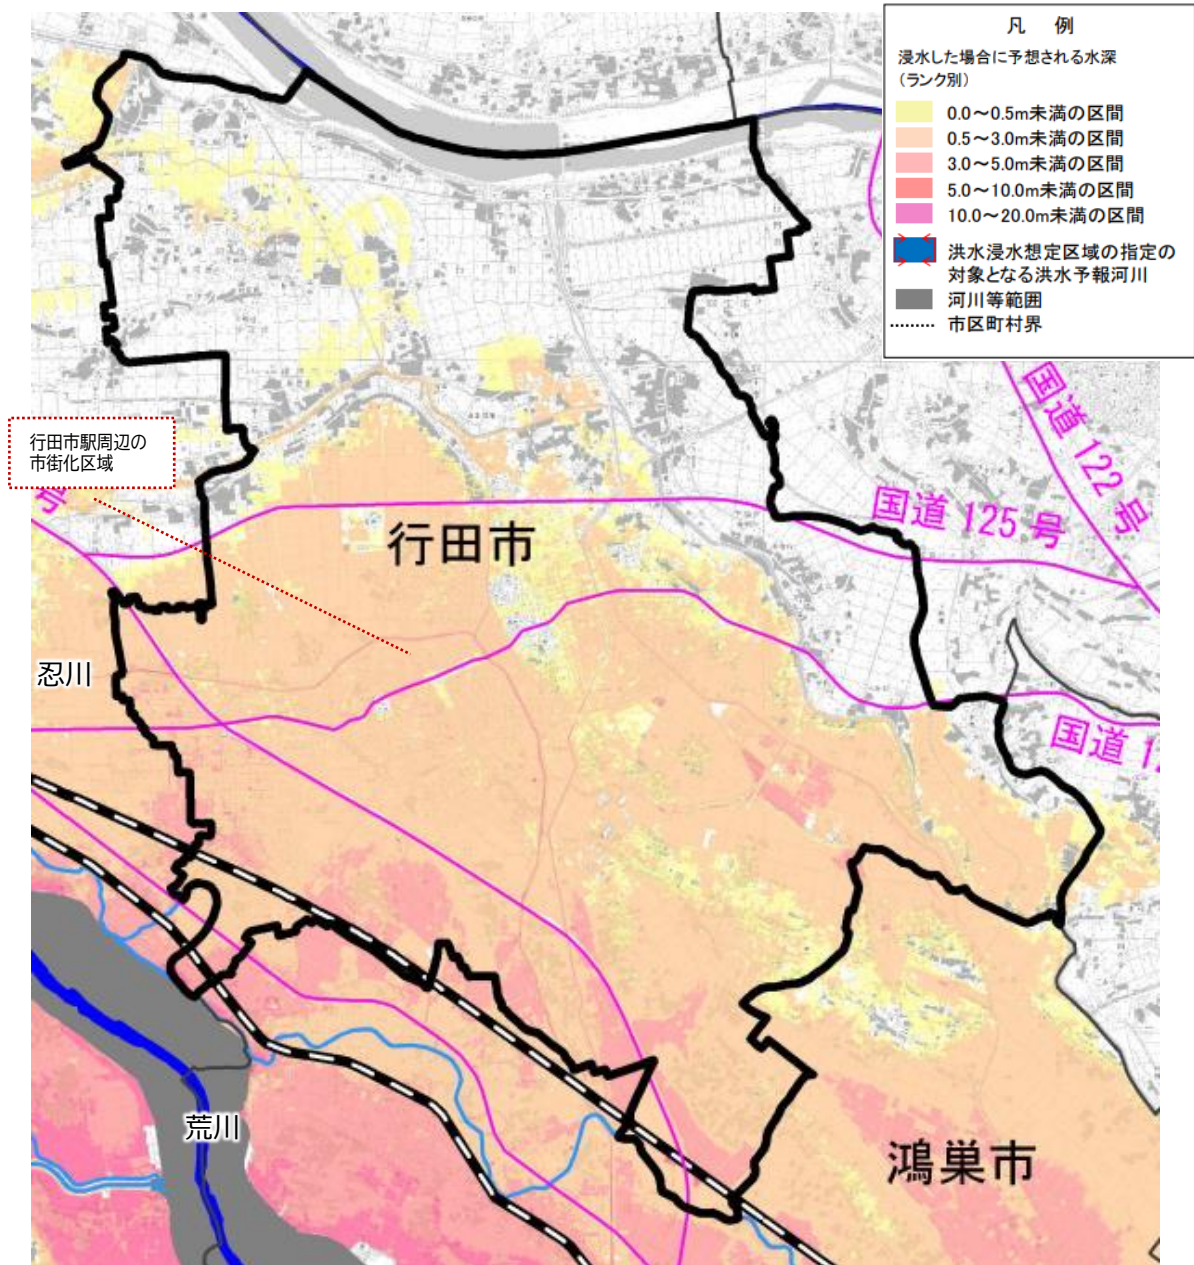 凡 例
浸水した場合に予想される水深
(ランク別)
0.0～0.5m未満の区間
0.5～3.0m未満の区間
3.0～5.0m未満の区間
5.0～10.0m未満の区間
10.0～20.0m未満の区間
洪水浸水想定区域の指定の
対象となる洪水予報河川
河川等範囲
市区町村界
国道 122 号
行田市駅周辺の
市街化区域
号
国道 125 号
行田市
忍川
国道 12
荒川
鴻巣市